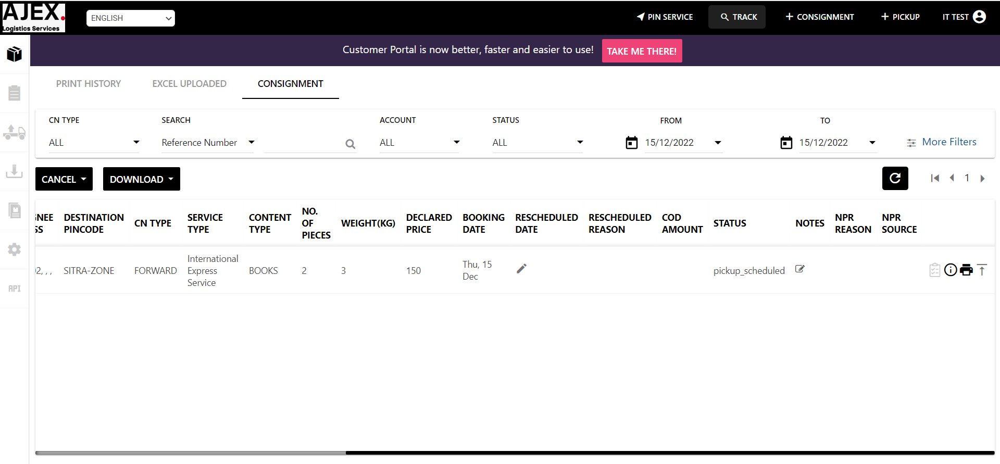 AJEX.
Logistics Services
ENGLISH
PIN SERVICE
TRACK
CONSIGNMENT
PICKUP
IT TEST
Customer Portal is now better, faster and easier to use!
TAKE ME THERE!
PRINT HISTORY
EXCEL UPLOADED
CONSIGNMENT
CN TYPE
SEARCH
ACCOUNT
STATUS
FROM
TO
ALL
Reference Number
ALL
ALL
15/12/2022
15/12/2022
More Filters
CANCEL
DOWNLOAD
1
NEE
SS
DESTINATION
PINCODE
CN TYPE
SERVICE
TYPE
CONTENT
TYPE
NO.
OF
PIECES
WEIGHT(KG)
DECLARED
PRICE
BOOKING
DATE
RESCHEDULED
DATE
RESCHEDULED
REASON
COD
AMOUNT
STATUS
NOTES
NPR
REASON
NPR
SOURCE
2, , ,
SITRA-ZONE
FORWARD
International
Express
Service
BOOKS
2
3
150
Thu, 15
Dec
pickup_scheduled
API